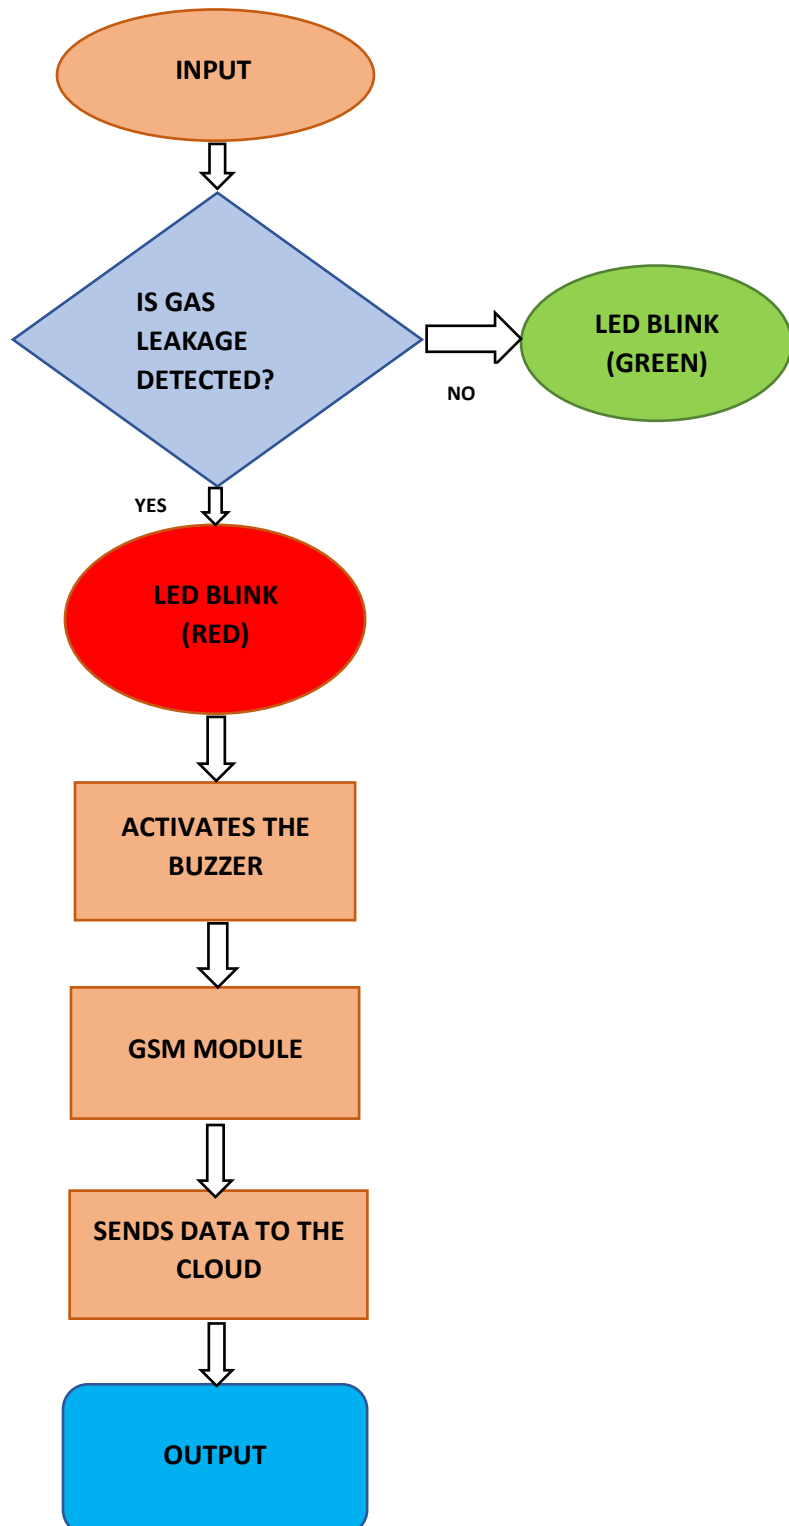 INPUT
IS GAS
LEAKAGE
DETECTED?
NO
LED BLINK
(GREEN)
YES
LED BLINK
(RED)
ACTIVATES THE
BUZZER
GSM MODULE
SENDS DATA TO THE
CLOUD
OUTPUT